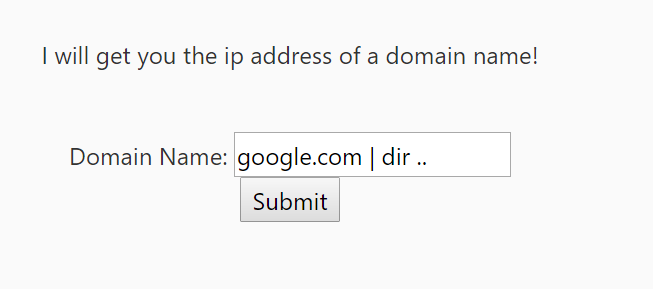 I will get you the ip address of a domain name!
Domain Name: google.com | dir ..
Submit